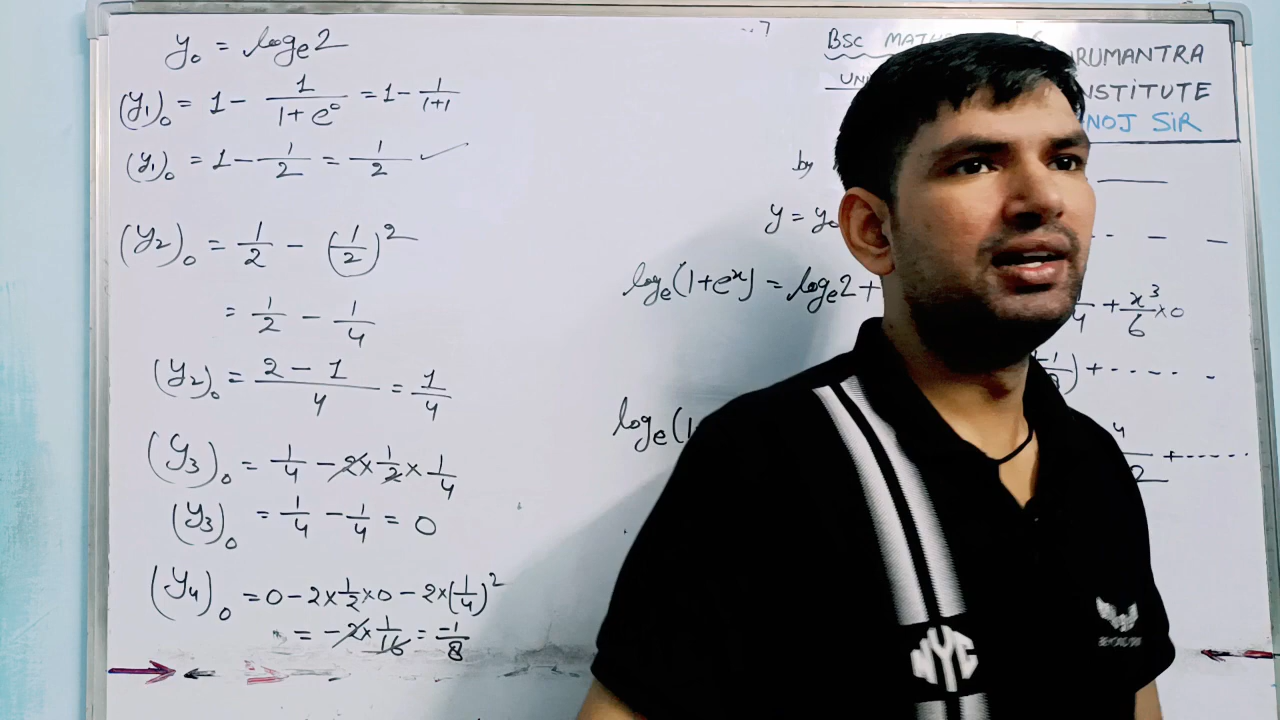 y₀ = logₑ2
(y₁)₀ = 1 - 1/(1+e⁰) = 1 - 1/(1+1)
(y₁)₀ = 1 - 1/2 = 1/2 ✓
(y₂)₀ = 1/2 - (1/2)²
= 1/2 - 1/4
(y₂)₀ = (2-1)/4 = 1/4
(y₃)₀ = 1/4 - 2×1/2×1/4
(y₃)₀ = 1/4 - 1/4 = 0
(y₄)₀ = 0 - 2×1/2×0 - 2×(1/4)²
= -2×1/16 = -1/8
BSC
RUMANTRA
NSTiTUTE
NOJ SiR
by
y = y₀
logₑ(1+eˣ) = logₑ2 +
+ x³/6 ×0
) + -----
logₑ(1
+ -----
NYC